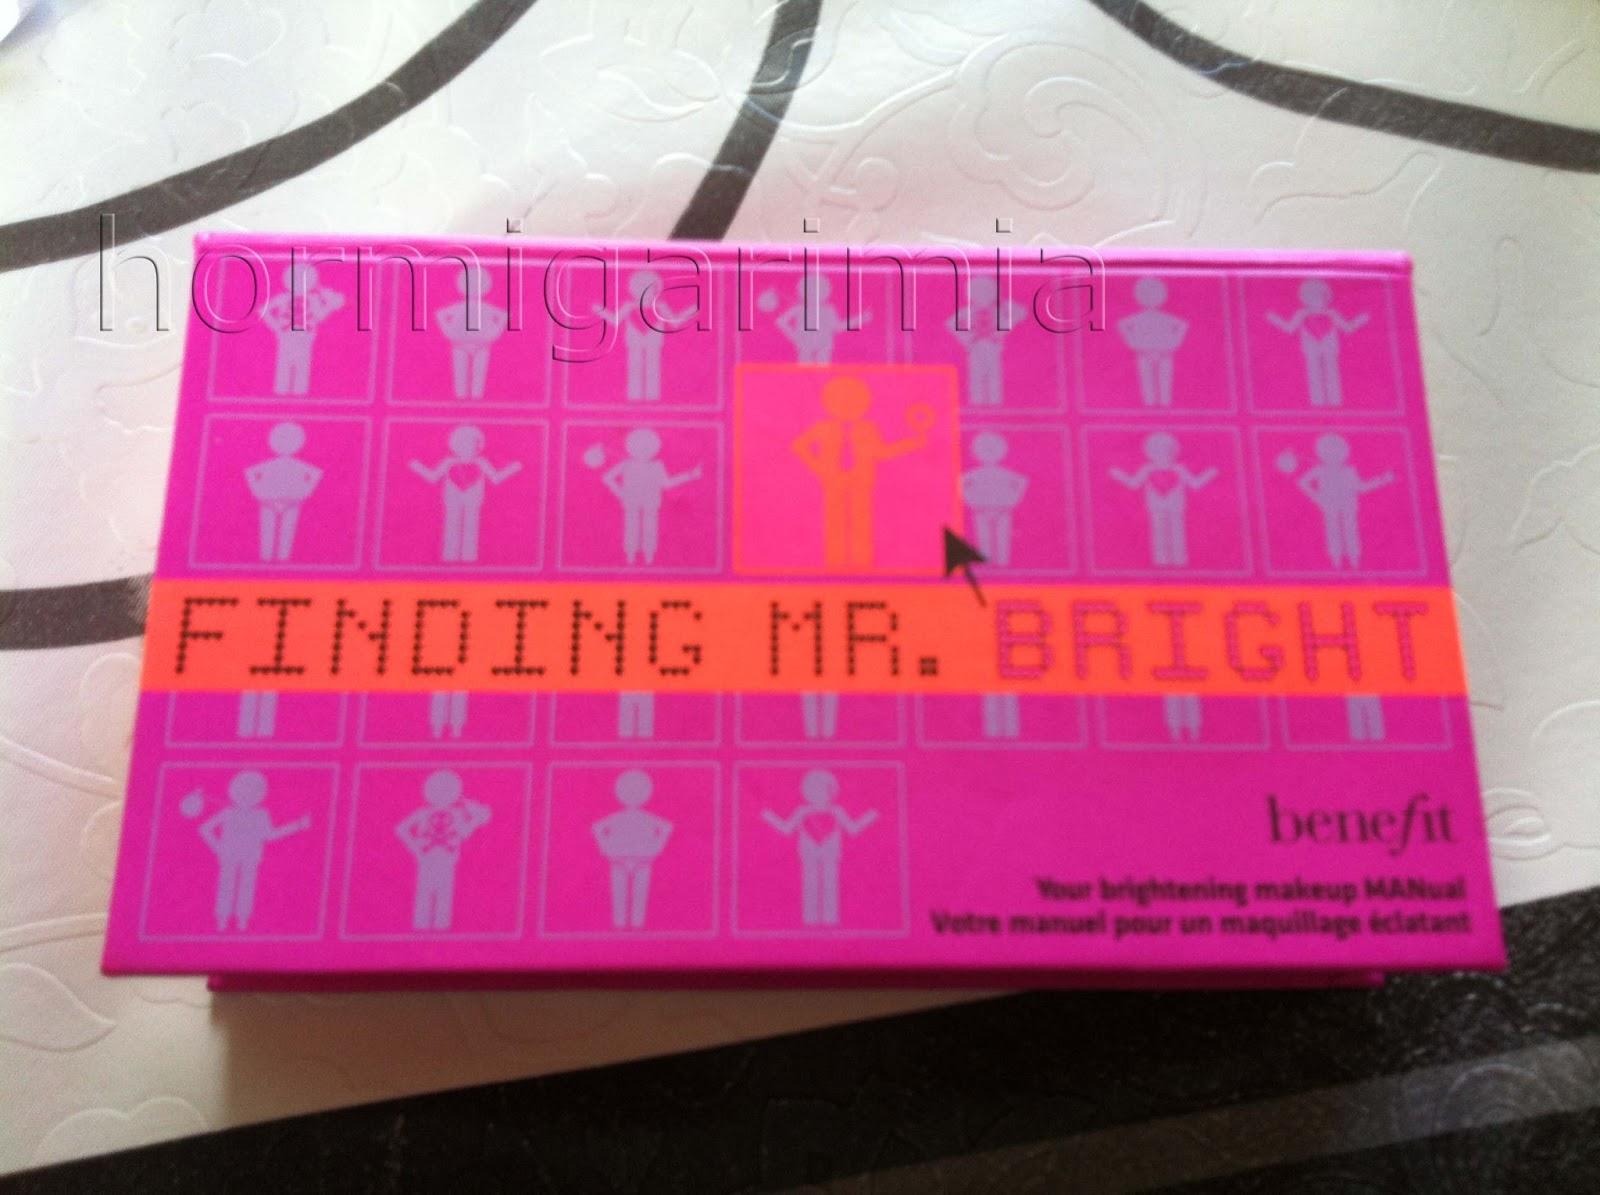 hormigarimia
FINDING MR. BRIGHT
benefit
Your brightening makeup MANual
Votre manuel pour un maquillage éclatant